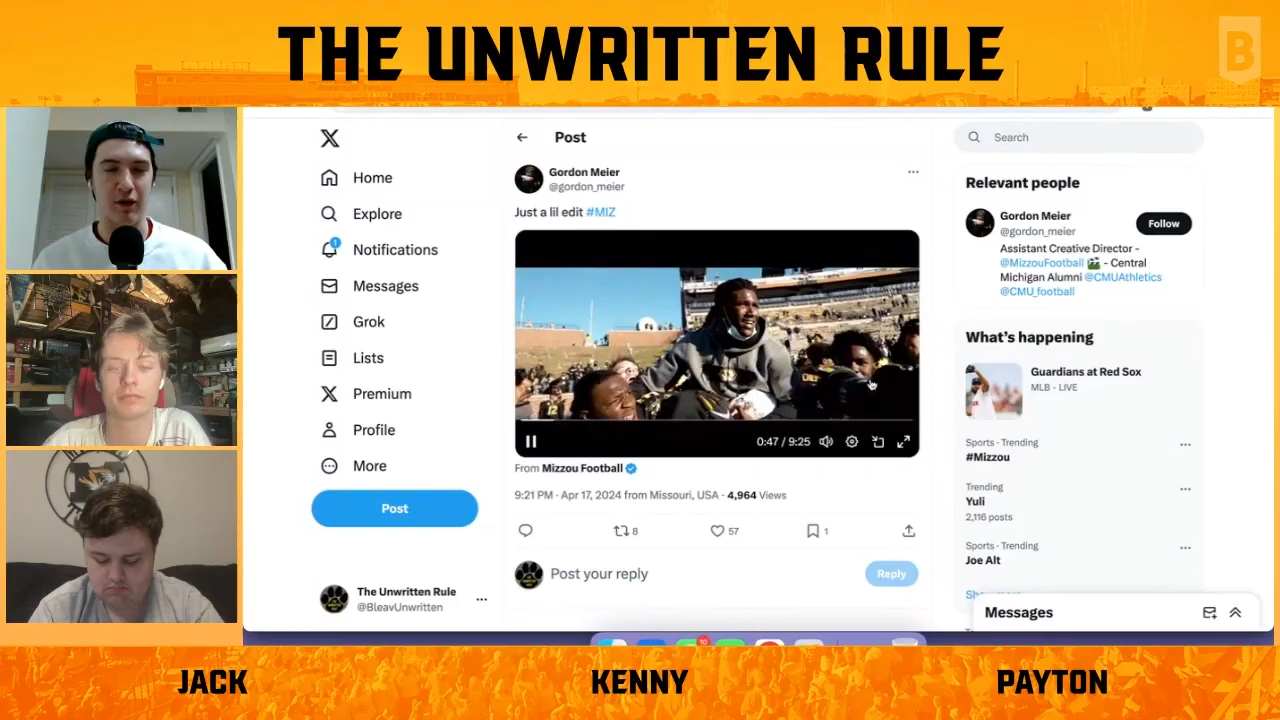 THE UNWRITTEN RULE
B
X
Home
Explore
1
Notifications
Messages
Grok
Lists
Premium
Profile
More
Post
The Unwritten Rule
@BleavUnwritten
Post
Gordon Meier
@gordon_meier
Just a lil edit #MIZ
0:47 / 9:25
From Mizzou Football
9:21 PM · Apr 17, 2024 from Missouri, USA · 4,964 Views
8
57
1
Post your reply
Reply
Search
Relevant people
Gordon Meier
@gordon_meier
Follow
Assistant Creative Director -
@MizzouFootball 🎬 - Central
Michigan Alumni @CMUAthletics
@CMU_football
What's happening
Guardians at Red Sox
MLB · LIVE
Sports · Trending
#Mizzou
Trending
Yuli
2,116 posts
Sports · Trending
Joe Alt
Messages
10
JACK
KENNY
PAYTON